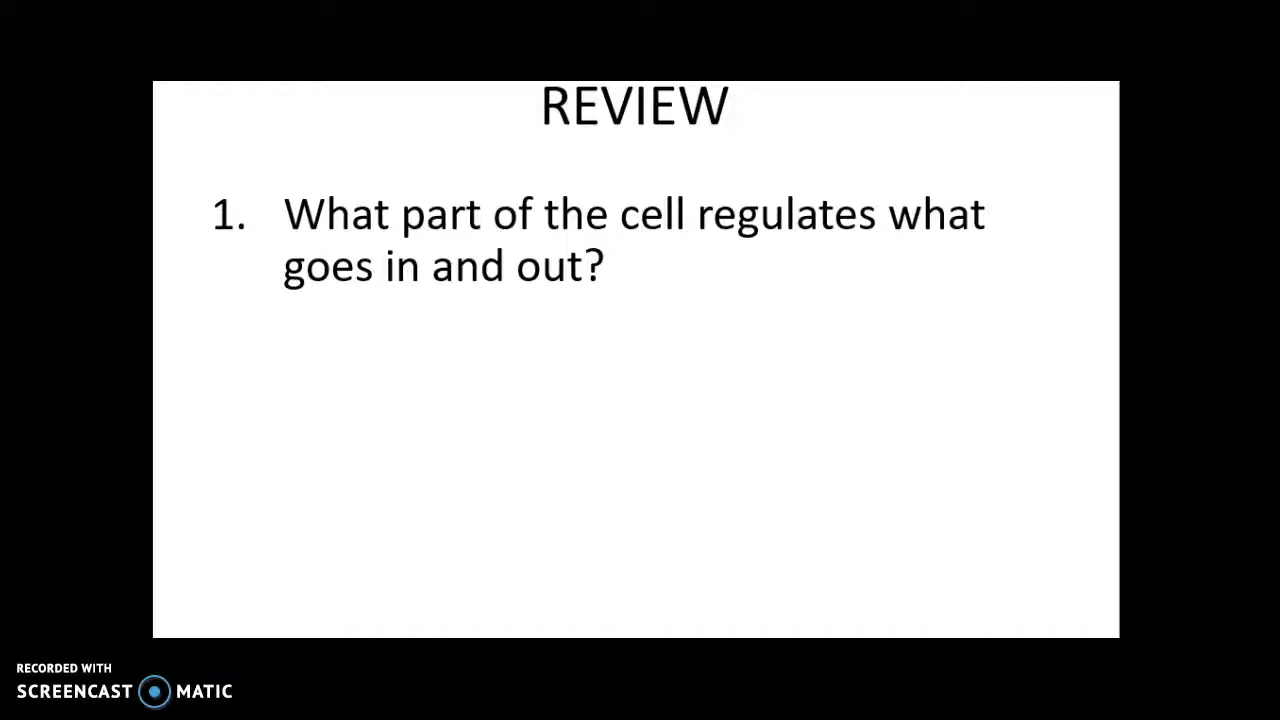 REVIEW
1. What part of the cell regulates what
goes in and out?
RECORDED WITH
SCREENCAST MATIC